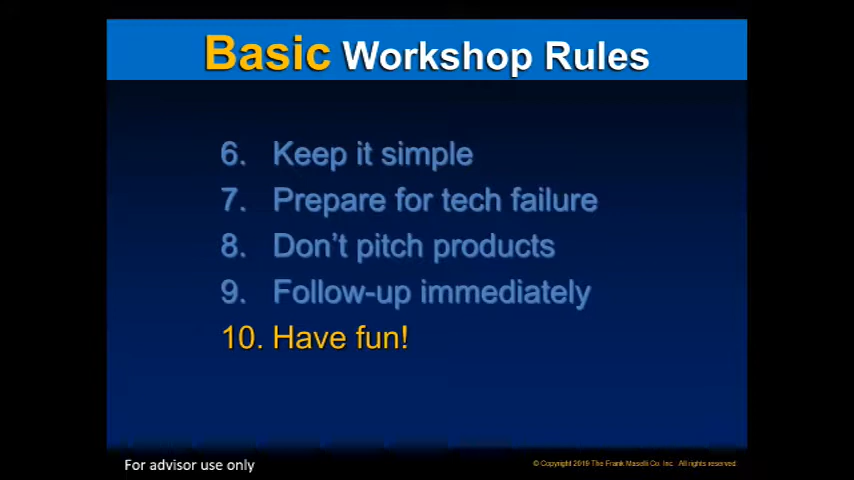 Basic Workshop Rules
6. Keep it simple
7. Prepare for tech failure
8. Don't pitch products
9. Follow-up immediately
10. Have fun!
For advisor use only
© Copyright 2019 The Frank Maselli Co. Inc. All rights reserved